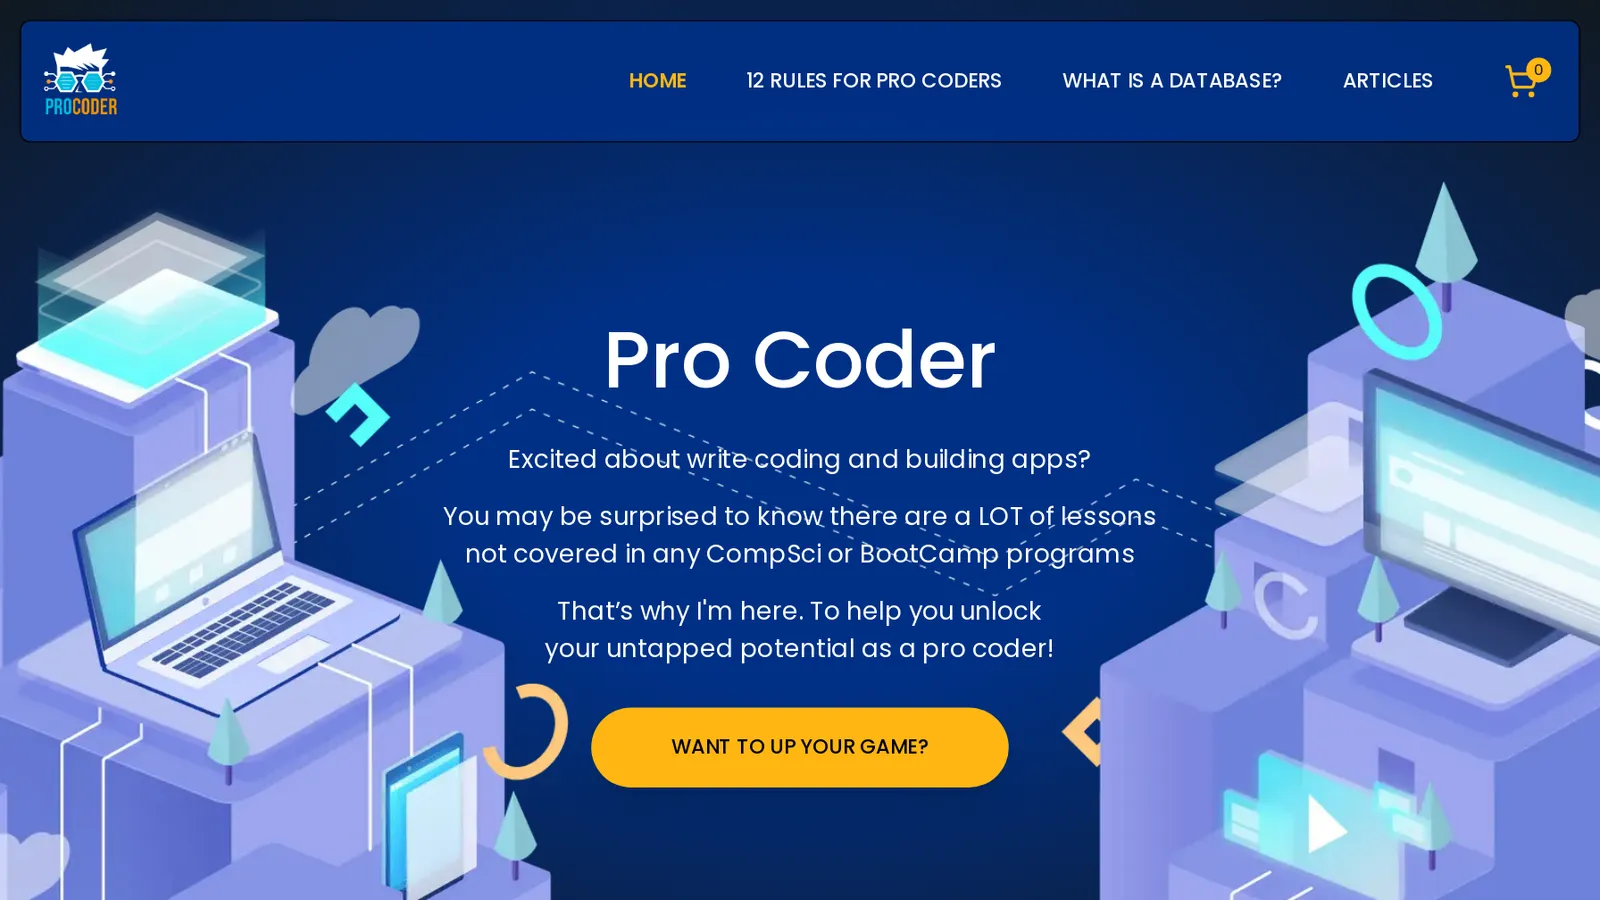 PROCODER
HOME
12 RULES FOR PRO CODERS
WHAT IS A DATABASE?
ARTICLES
0
Pro Coder
Excited about write coding and building apps?
You may be surprised to know there are a LOT of lessons
not covered in any CompSci or BootCamp programs
That’s why I'm here. To help you unlock
your untapped potential as a pro coder!
WANT TO UP YOUR GAME?